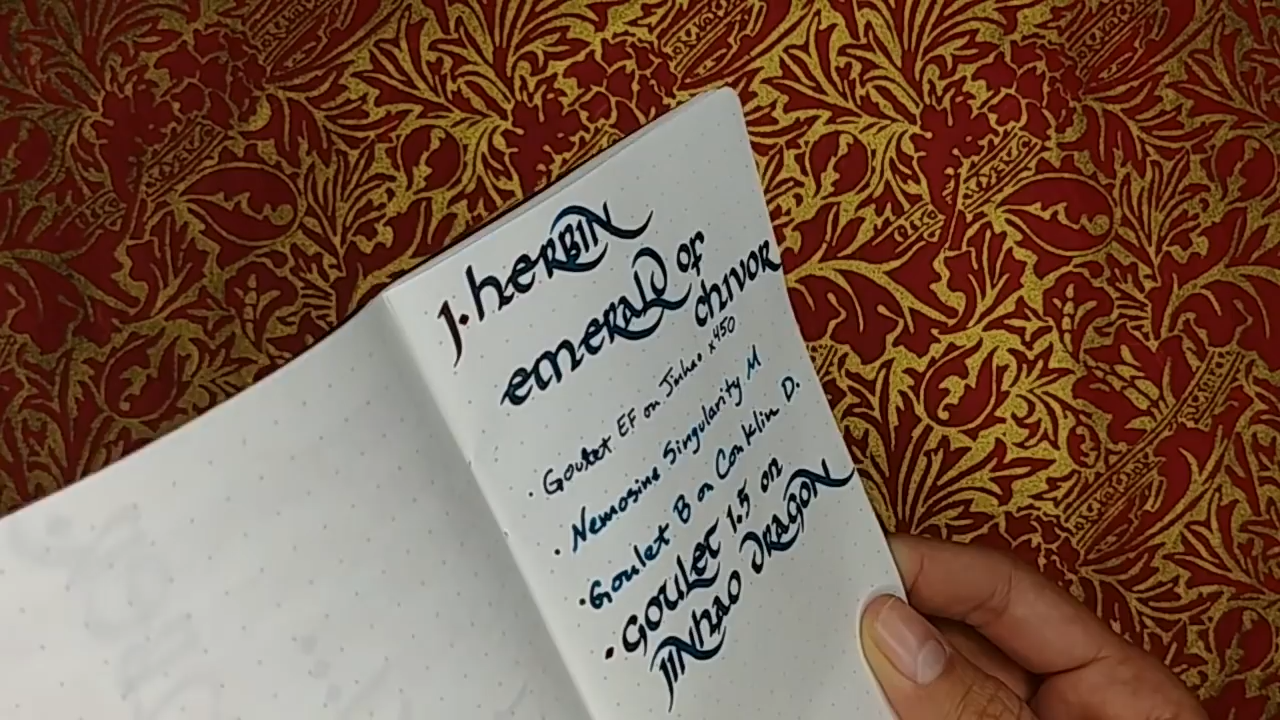 J. HERBIN
EMERALD OF
CHIVOR
· Goulet EF on Jinhao x450
· Nemosine Singularity M
· Goulet B on Conklin D.
· GOULET 1.5 on
JINHAO DRAGON